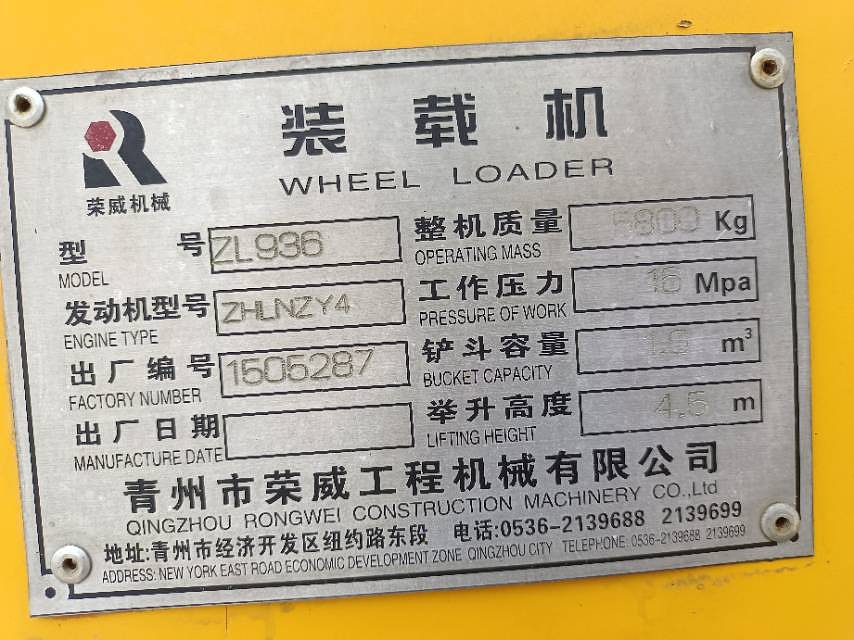 装载机
WHEEL LOADER
荣威机械
型 号 ZL936
MODEL
发动机型号 ZHLNZY4
ENGINE TYPE
出厂编号 1505287
FACTORY NUMBER
出厂日期
MANUFACTURE DATE
整机质量 5800 Kg
OPERATING MASS
工作压力 16 Mpa
PRESSURE OF WORK
铲斗容量 m³
BUCKET CAPACITY
举升高度 4.5 m
LIFTING HEIGHT
青州市荣威工程机械有限公司
QINGZHOU RONGWEI CONSTRUCTION MACHINERY CO.,Ltd
地址:青州市经济开发区纽约路东段 电话:0536-2139688 2139699
ADDRESS: NEW YORK EAST ROAD ECONOMIC DEVELOPMENT ZONE QINGZHOU CITY TELEPHONE: 0536-2139688 2139699